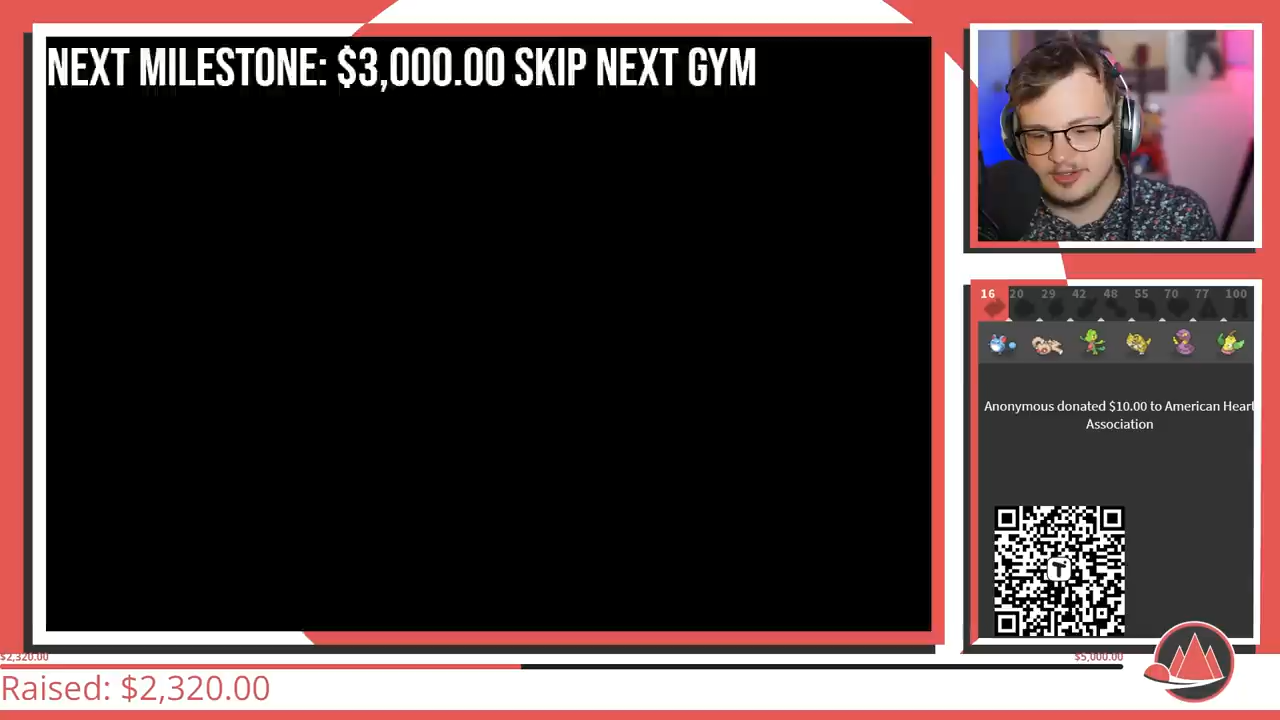 NEXT MILESTONE: $3,000.00 SKIP NEXT GYM
16 20 29 42 48 55 70 77 100
Anonymous donated $10.00 to American Heart
Association
T
$2,320.00
$5,000.00
Raised: $2,320.00